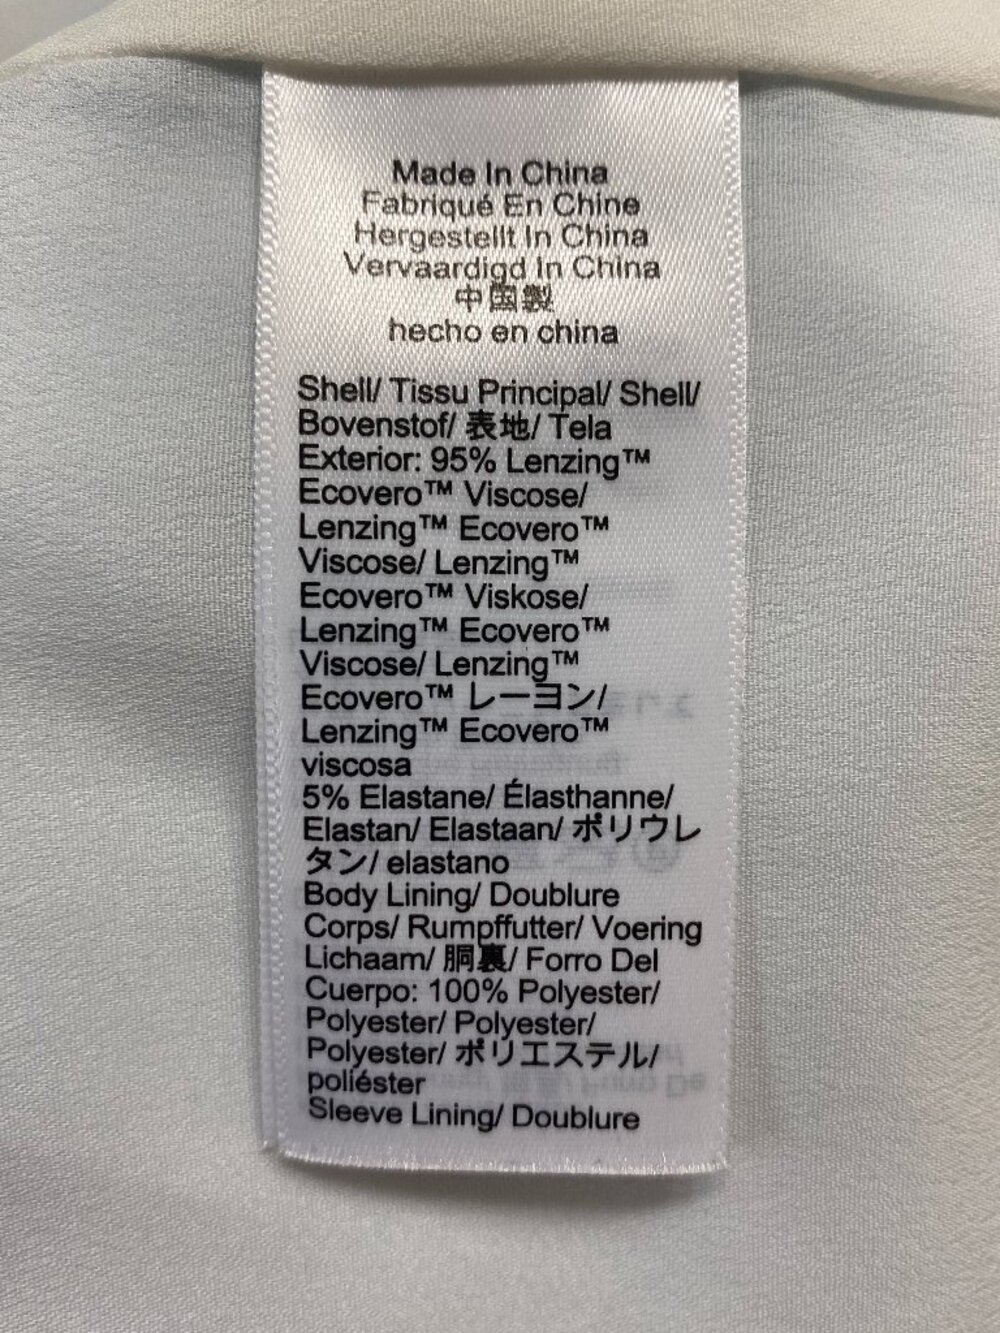 Made In China
Fabriqué En Chine
Hergestellt In China
Vervaardigd In China
中国製
hecho en china
Shell/ Tissu Principal/ Shell/
Bovenstof/ 表地/ Tela
Exterior: 95% Lenzing™
Ecovero™ Viscose/
Lenzing™ Ecovero™
Viscose/ Lenzing™
Ecovero™ Viskose/
Lenzing™ Ecovero™
Viscose/ Lenzing™
Ecovero™ レーヨン/
Lenzing™ Ecovero™
viscosa
5% Elastane/ Élasthanne/
Elastan/ Elastaan/ ポリウレ
タン/ elastano
Body Lining/ Doublure
Corps/ Rumpffutter/ Voering
Lichaam/ 胴裏/ Forro Del
Cuerpo: 100% Polyester/
Polyester/ Polyester/
Polyester/ ポリエステル/
poliéster
Sleeve Lining/ Doublure